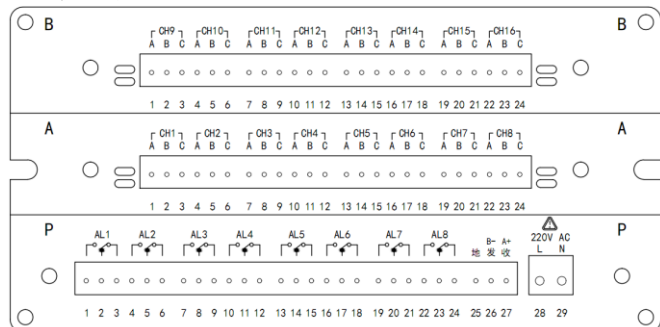 B B
CH9 CH10 CH11 CH12 CH13 CH14 CH15 CH16
A B C A B C A B C A B C A B C A B C A B C A B C
1 2 3 4 5 6 7 8 9 10 11 12 13 14 15 16 17 18 19 20 21 22 23 24
A A
CH1 CH2 CH3 CH4 CH5 CH6 CH7 CH8
A B C A B C A B C A B C A B C A B C A B C A B C
1 2 3 4 5 6 7 8 9 10 11 12 13 14 15 16 17 18 19 20 21 22 23 24
P P
AL1 AL2 AL3 AL4 AL5 AL6 AL7 AL8 220V AC
B- A+ L N
地 发 收
1 2 3 4 5 6 7 8 9 10 11 12 13 14 15 16 17 18 19 20 21 22 23 24 25 26 27 28 29